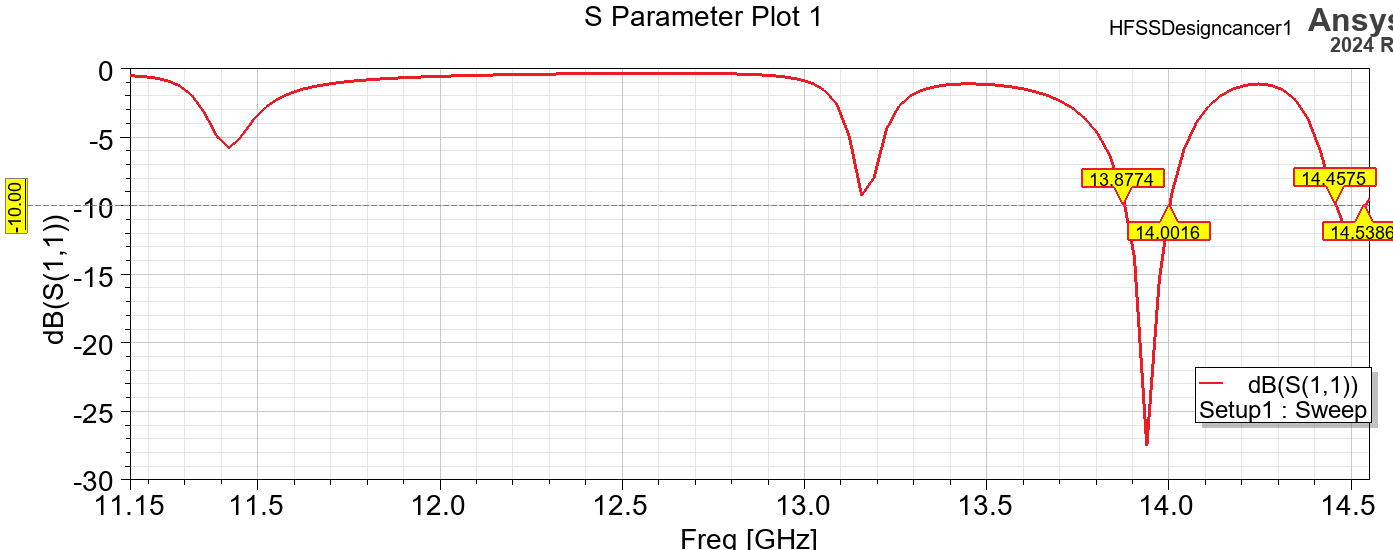 S Parameter Plot 1
HFSSDesigncancer1
Ansys
2024 R
0
-5
-10
-15
-20
-25
-30
-10.00
dB(S(1,1))
13.8774
14.0016
14.4575
14.5386
dB(S(1,1))
Setup1 : Sweep
11.15
11.5
12.0
12.5
13.0
13.5
14.0
14.5
Freq [GHz]